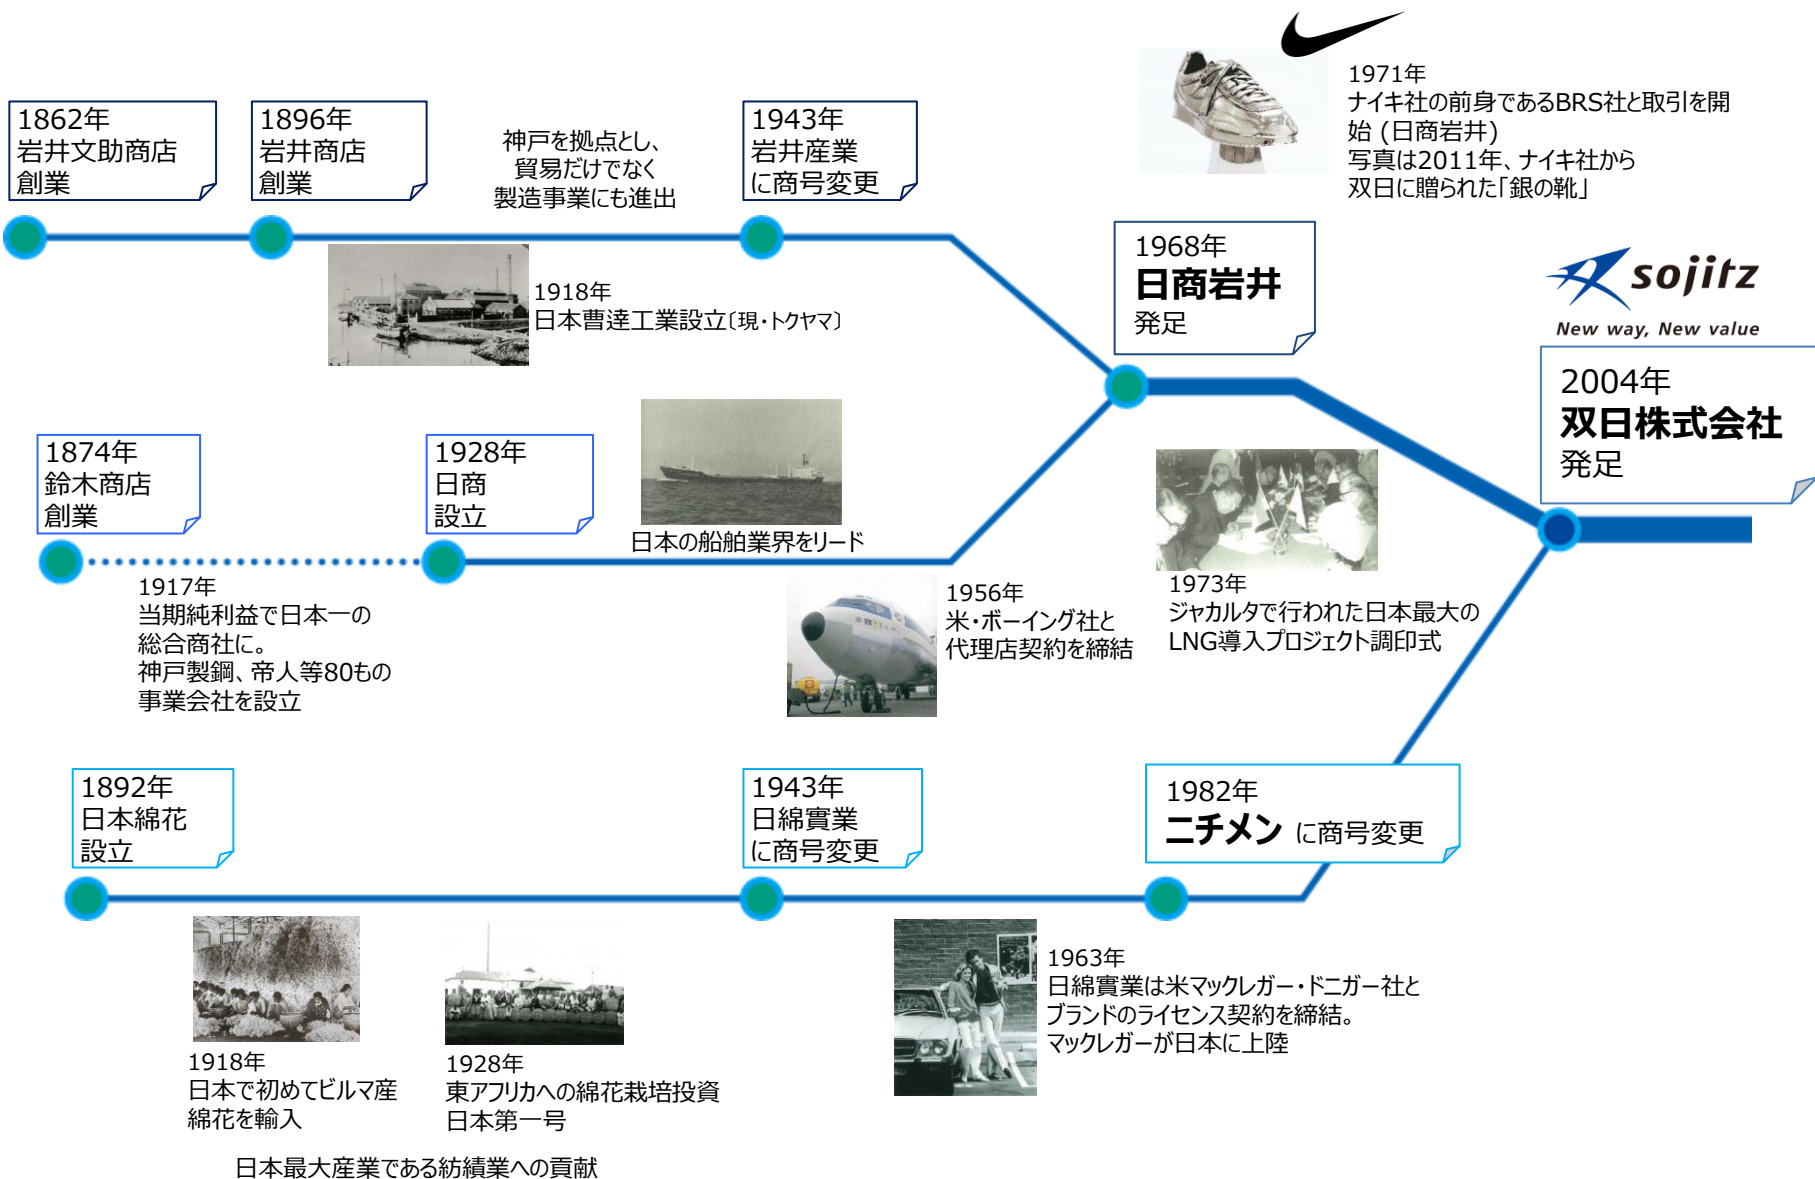 1862年
岩井文助商店
創業
1896年
岩井商店
創業
神戸を拠点とし、
貿易だけでなく
製造事業にも進出
1943年
岩井産業
に商号変更
1971年
ナイキ社の前身であるBRS社と取引を開
始 (日商岩井)
写真は2011年、ナイキ社から
双日に贈られた「銀の靴」
1918年
日本曹達工業設立〔現・トクヤマ〕
1968年
日商岩井
発足
sojitz
New way, New value
2004年
双日株式会社
発足
1874年
鈴木商店
創業
1928年
日商
設立
日本の船舶業界をリード
1917年
当期純利益で日本一の
総合商社に。
神戸製鋼、帝人等80もの
事業会社を設立
1956年
米・ボーイング社と
代理店契約を締結
1973年
ジャカルタで行われた日本最大の
LNG導入プロジェクト調印式
1892年
日本綿花
設立
1943年
日綿實業
に商号変更
1982年
ニチメン に商号変更
1918年
日本で初めてビルマ産
綿花を輸入
1928年
東アフリカへの綿花栽培投資
日本第一号
1963年
日綿實業は米マックレガー・ドニガー社と
ブランドのライセンス契約を締結。
マックレガーが日本に上陸
日本最大産業である紡績業への貢献